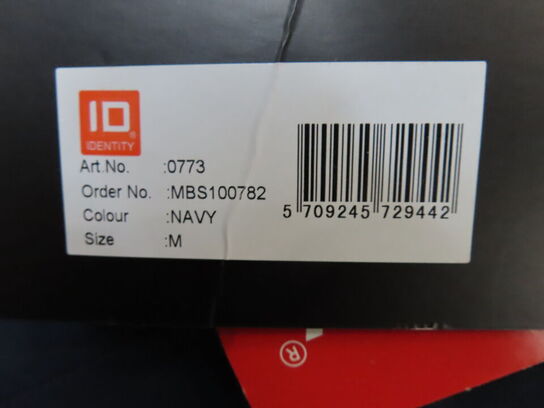 ID®
IDENTITY
Art.No. :0773
Order No. :MBS100782
Colour :NAVY
Size :M
5 709245 729442
®